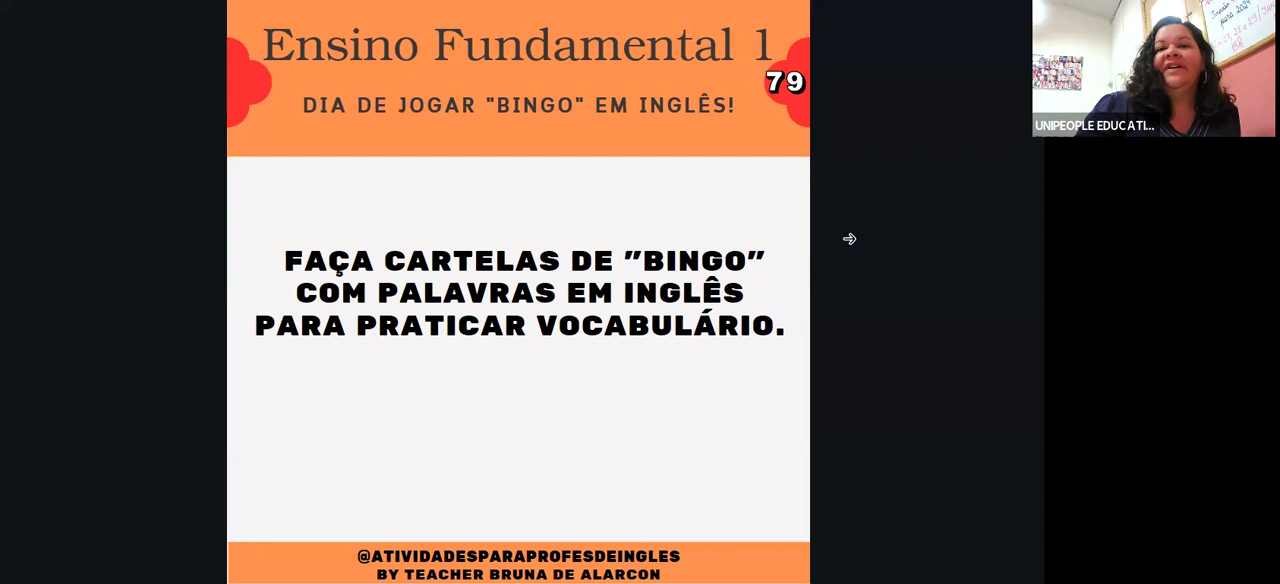 Ensino Fundamental 1
79
DIA DE JOGAR "BINGO" EM INGLÊS!
FAÇA CARTELAS DE "BINGO"
COM PALAVRAS EM INGLÊS
PARA PRATICAR VOCABULÁRIO.
@ATIVIDADESPARAPROFESDEINGLES
BY TEACHER BRUNA DE ALARCON
UNIPEOPLE EDUCATI...